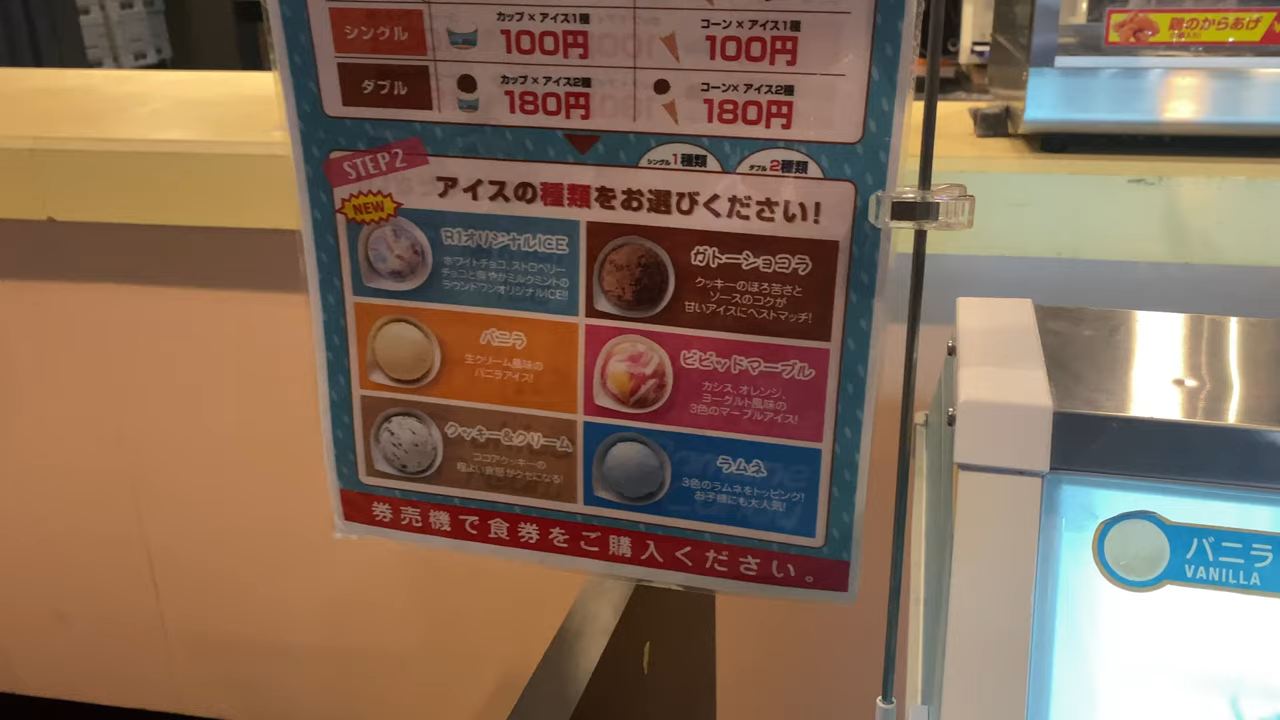 シングル
カップ × アイス1種
100円
コーン × アイス1種
100円
ダブル
カップ × アイス2種
180円
コーン× アイス2種
180円
鶏のからあげ
STEP2
シングル1種類
ダブル2種類
アイスの種類をお選びください!
NEW
R1オリジナルICE
ホワイトチョコ、ストロベリー
チョコと爽やかミルクミントの
ラウンドワンオリジナルICE!!
ガトーショコラ
クッキーのほろ苦さと
ソースのコクが
甘いアイスにベストマッチ!
バニラ
生クリーム風味の
バニラアイス!
ビビッドマーブル
カシス、オレンジ、
ヨーグルト風味の
3色のマーブルアイス!
クッキー&クリーム
ココアクッキーの
程よい食感がクセになる!
ラムネ
3色のラムネをトッピング!
お子様にも大人気!
券売機で食券をご購入ください。
バニラ
VANILLA